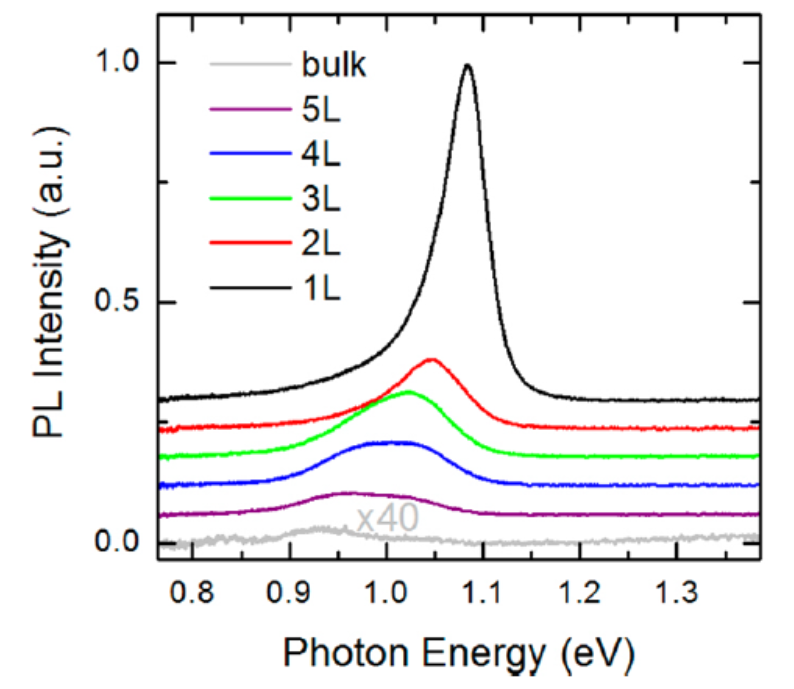 1.0
0.5
0.0
PL Intensity (a.u.)
bulk
5L
4L
3L
2L
1L
x40
0.8 0.9 1.0 1.1 1.2 1.3
Photon Energy (eV)